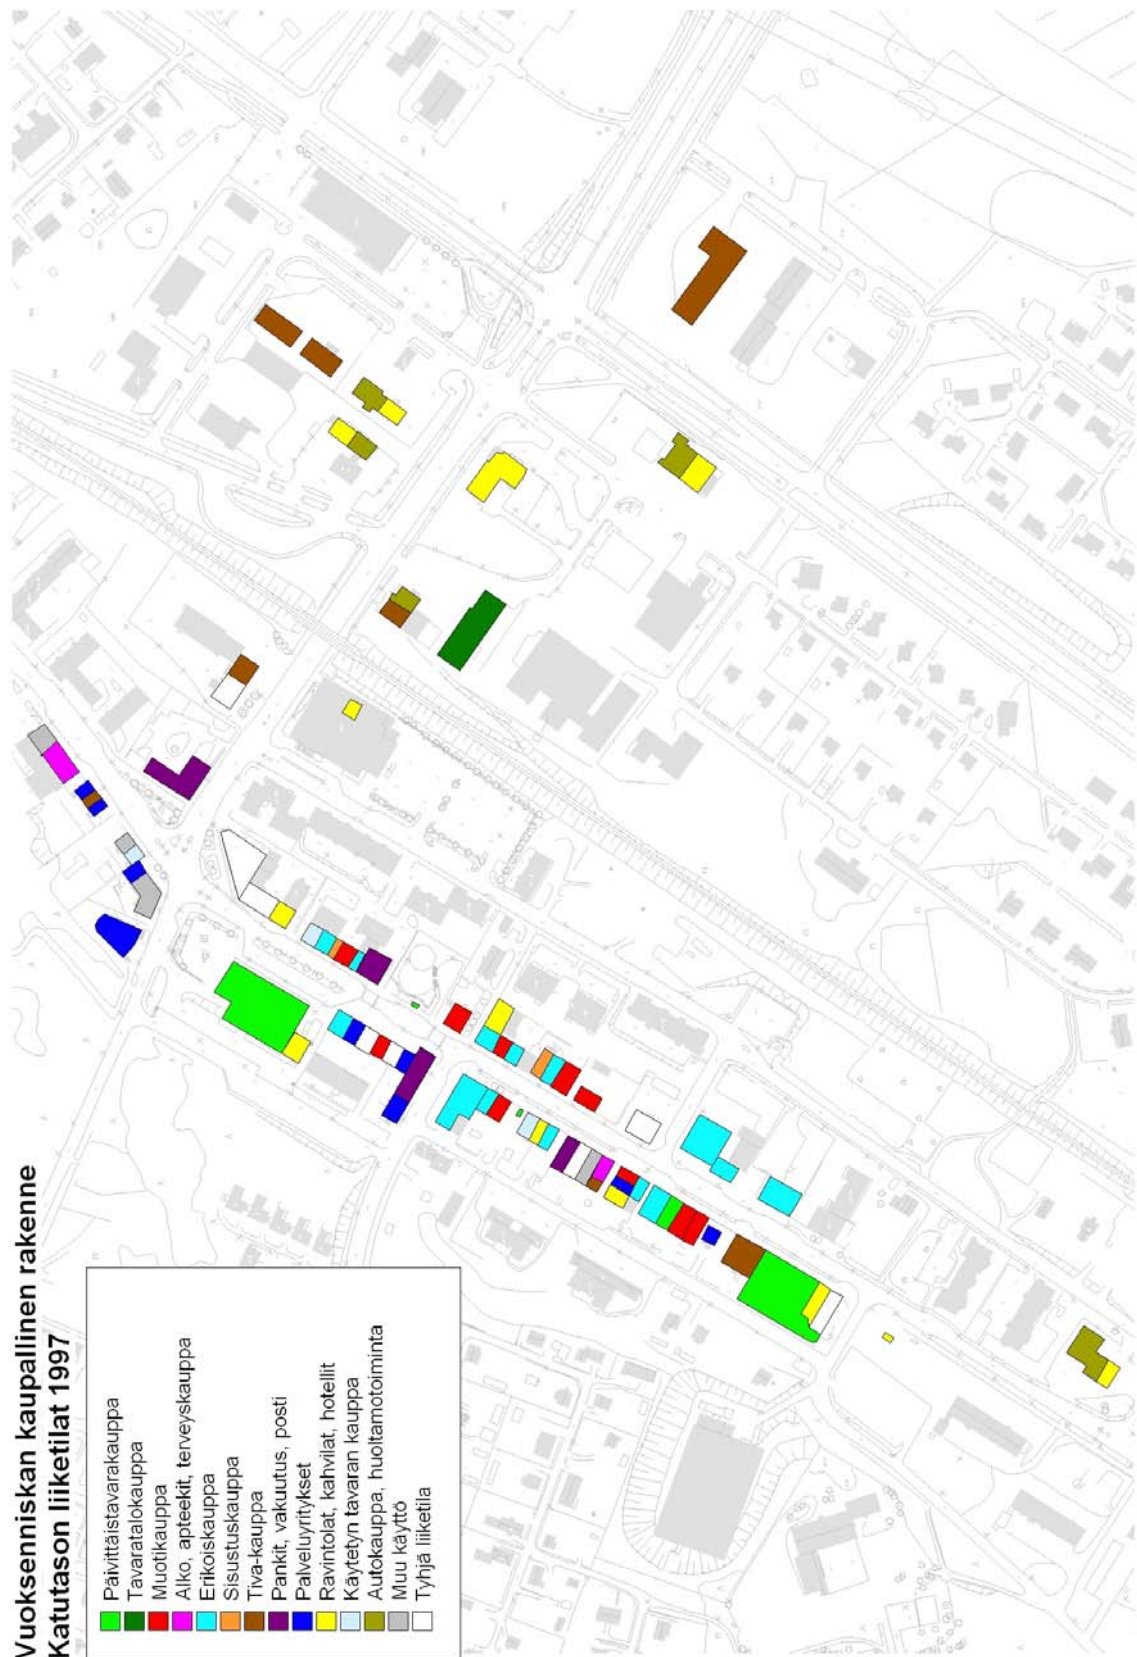 Vuoksenniskan kaupallinen rakenne
Katutason liiketilat 1997
Päivittäistavarakauppa
Tavaratalokauppa
Muotikauppa
Alko, apteekit, terveyskauppa
Erikoiskauppa
Sisustuskauppa
Tiva-kauppa
Pankit, vakuutus, posti
Palveluyritykset
Ravintolat, kahvilat, hotellit
Käytetyn tavaran kauppa
Autokauppa, huoltamotoiminta
Muu käyttö
Tyhjä liiketila